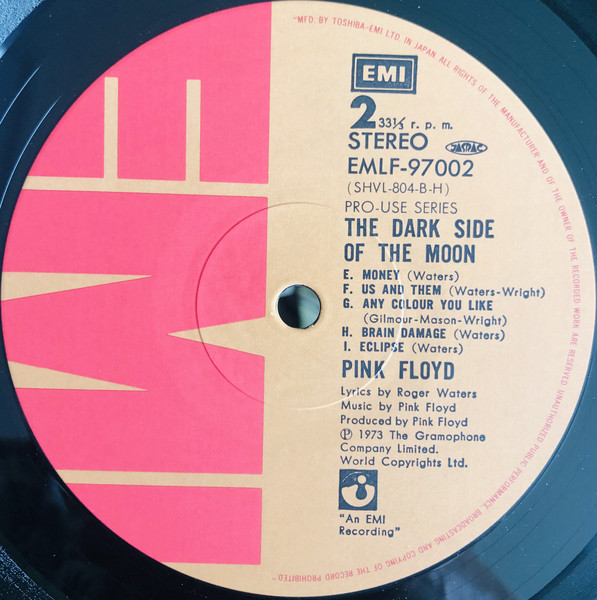 "MFD. BY TOSHIBA-EMI LTD. IN JAPAN ALL RIGHTS OF THE MANUFACTURER AND OF THE OWNER OF THE RECORDED WORK ARE RESERVED. UNAUTHORIZED PUBLIC PERFORMANCE, BROADCASTING AND COPYING OF THE RECORD PROHIBITED."
EMI
EMI
2 33⅓ r. p. m.
STEREO JASRAC
EMLF-97002
(SHVL-804-B-H)
PRO-USE SERIES
THE DARK SIDE
OF THE MOON
E. MONEY (Waters)
F. US AND THEM (Waters-Wright)
G. ANY COLOUR YOU LIKE
(Gilmour-Mason-Wright)
H. BRAIN DAMAGE (Waters)
I. ECLIPSE (Waters)
PINK FLOYD
Lyrics by Roger Waters
Music by Pink Floyd
Produced by Pink Floyd
℗ 1973 The Gramophone
Company Limited.
World Copyrights Ltd.
"An EMI
Recording"